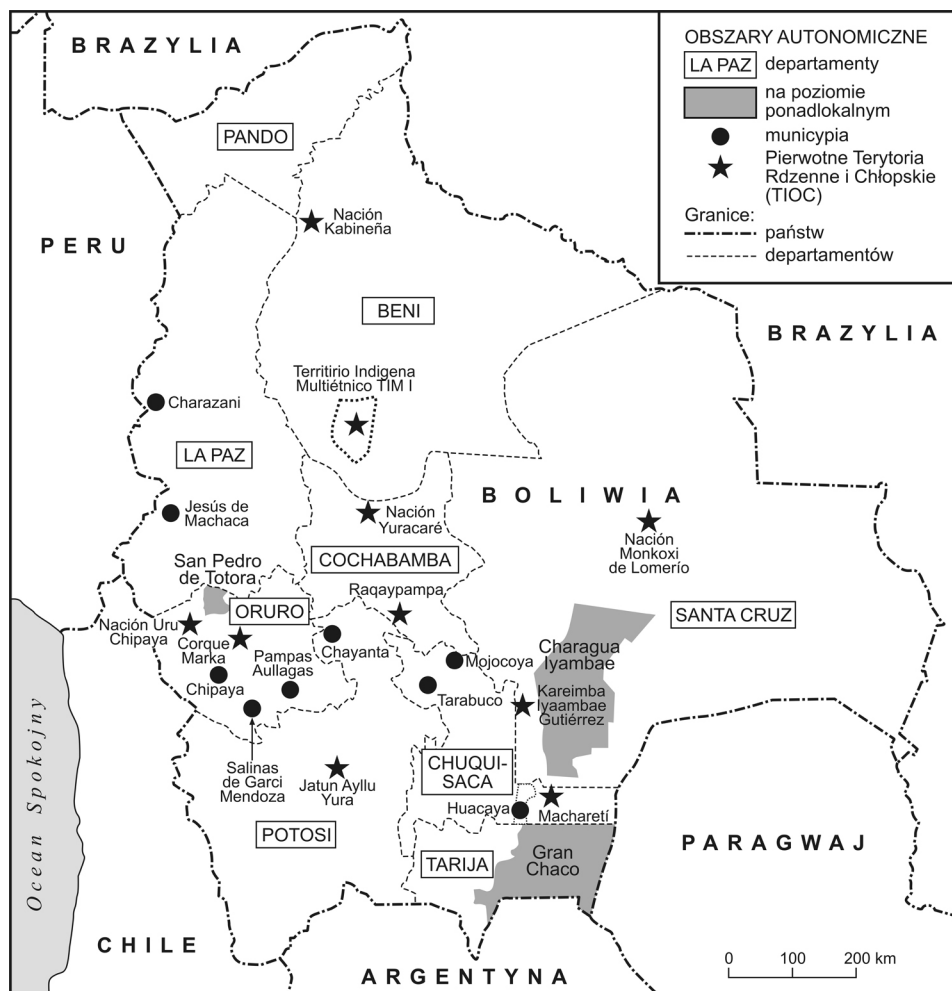 BRAZYLIA
OBSZARY AUTONOMICZNE
LA PAZ
departamenty
na poziomie
ponadlokalnym
municypia
Pierwotne Terytoria
Rdzenne i Chłopskie
(TIOC)
Granice:
państw
departamentów
PANDO
Nación
Kabineña
PERU
BENI
BRAZYLIA
Territirio Indigena
Multiétnico TIM I
Charazani
LA PAZ
BOLIWIA
Jesús de
Machaca
Nación
Yuracaré
Nación
Monkoxi
de Lomerío
COCHABAMBA
San Pedro
de Totora
Raqaypampa
ORURO
SANTA CRUZ
Nación Uru
Chipaya
Corque
Marka
Chayanta
Charagua
Iyambae
Pampas
Aullagas
Mojocoya
Chipaya
Tarabuco
Kareimba
Iyaambae
Gutiérrez
Salinas
de Garci
Mendoza
Jatun Ayllu
Yura
CHUQUI-
SACA
Huacaya
Macharetí
POTOSI
TARIJA
Gran
Chaco
PARAGWAJ
Ocean Spokojny
CHILE
ARGENTYNA
0 100 200 km